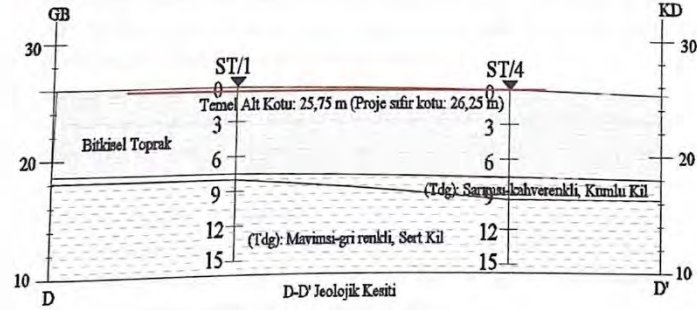 GB KD
30 30
ST/1 ST/4
0 0
Temel Alt Kotu: 25,75 m (Proje sıfır kotu: 26,25 m)
3 3
Bitkisel Toprak
6 6
20 20
9 9
(Tdg): Sarımsı-kahverenkli, Kumlu Kil
12 12
(Tdg): Mavimsi-gri renkli, Sert Kil
15 15
10 10
D D'
D-D' Jeolojik Kesiti